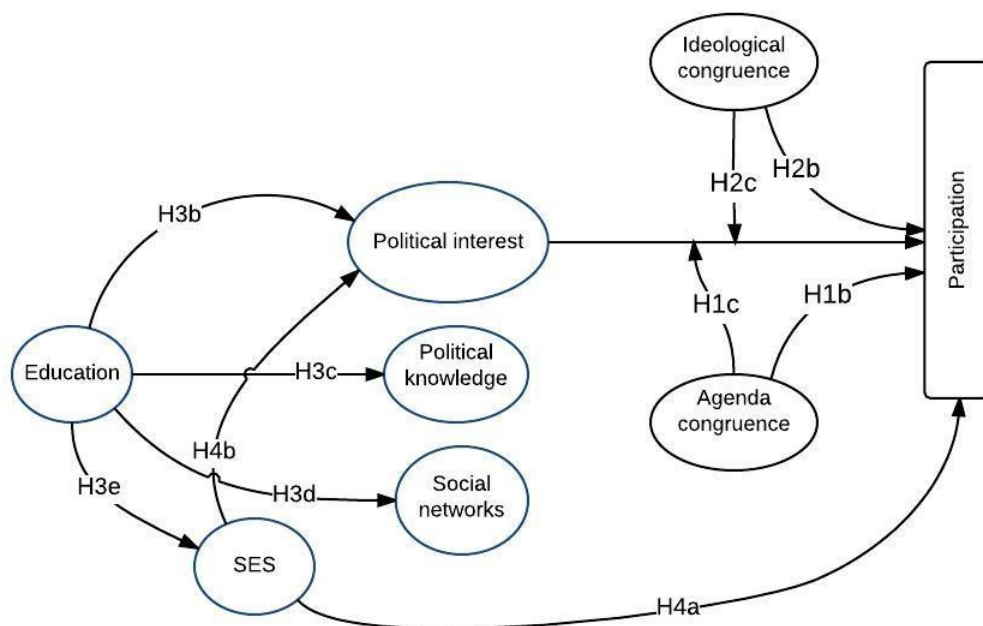 Ideological
congruence
H2c
H2b
H3b
Political interest
Participation
H1c
H1b
Education
H3c
Political
knowledge
Agenda
congruence
H4b
H3e
H3d
Social
networks
SES
H4a